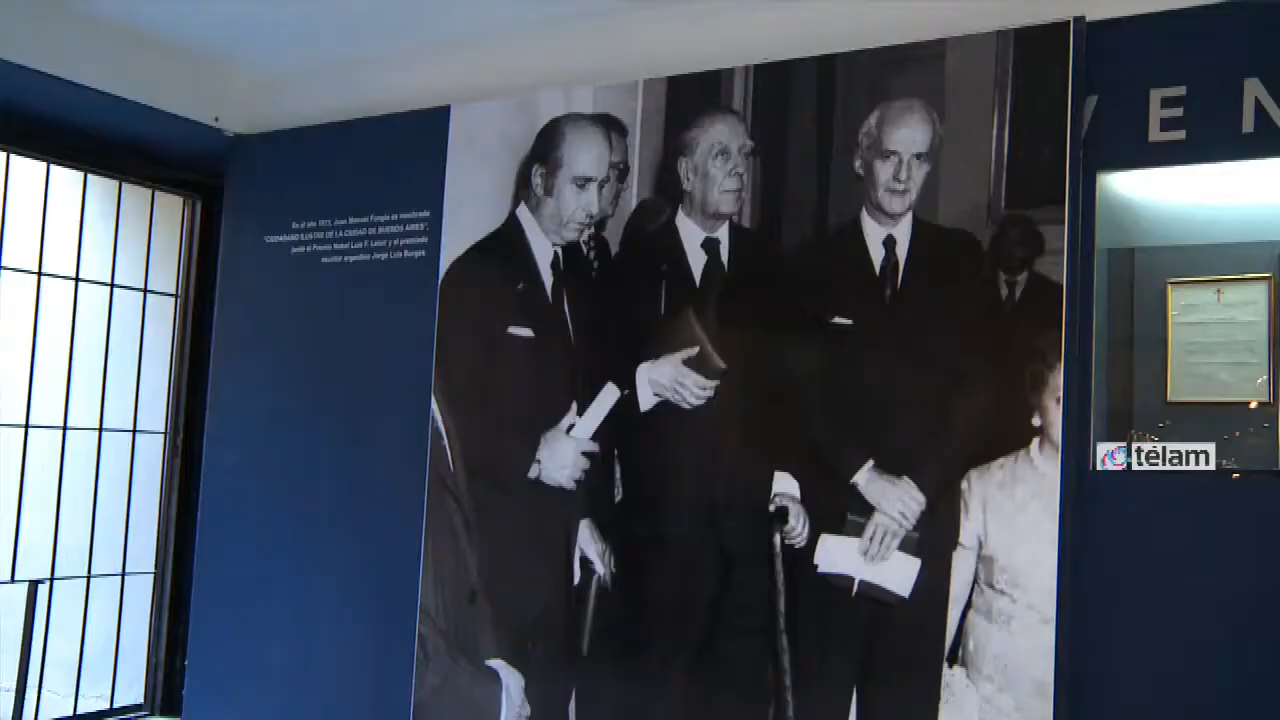 En el año 1973, Juan Manuel Fangio es nombrado
"CIUDADANO ILUSTRE DE LA CIUDAD DE BUENOS AIRES",
junto al Premio Nobel Luis F. Leloir y el premiado
escritor argentino Jorge Luis Borges
VEN
télam